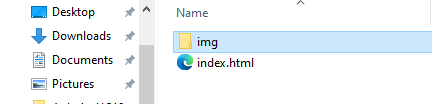 Desktop
Downloads
Documents
Pictures
Name
img
index.html